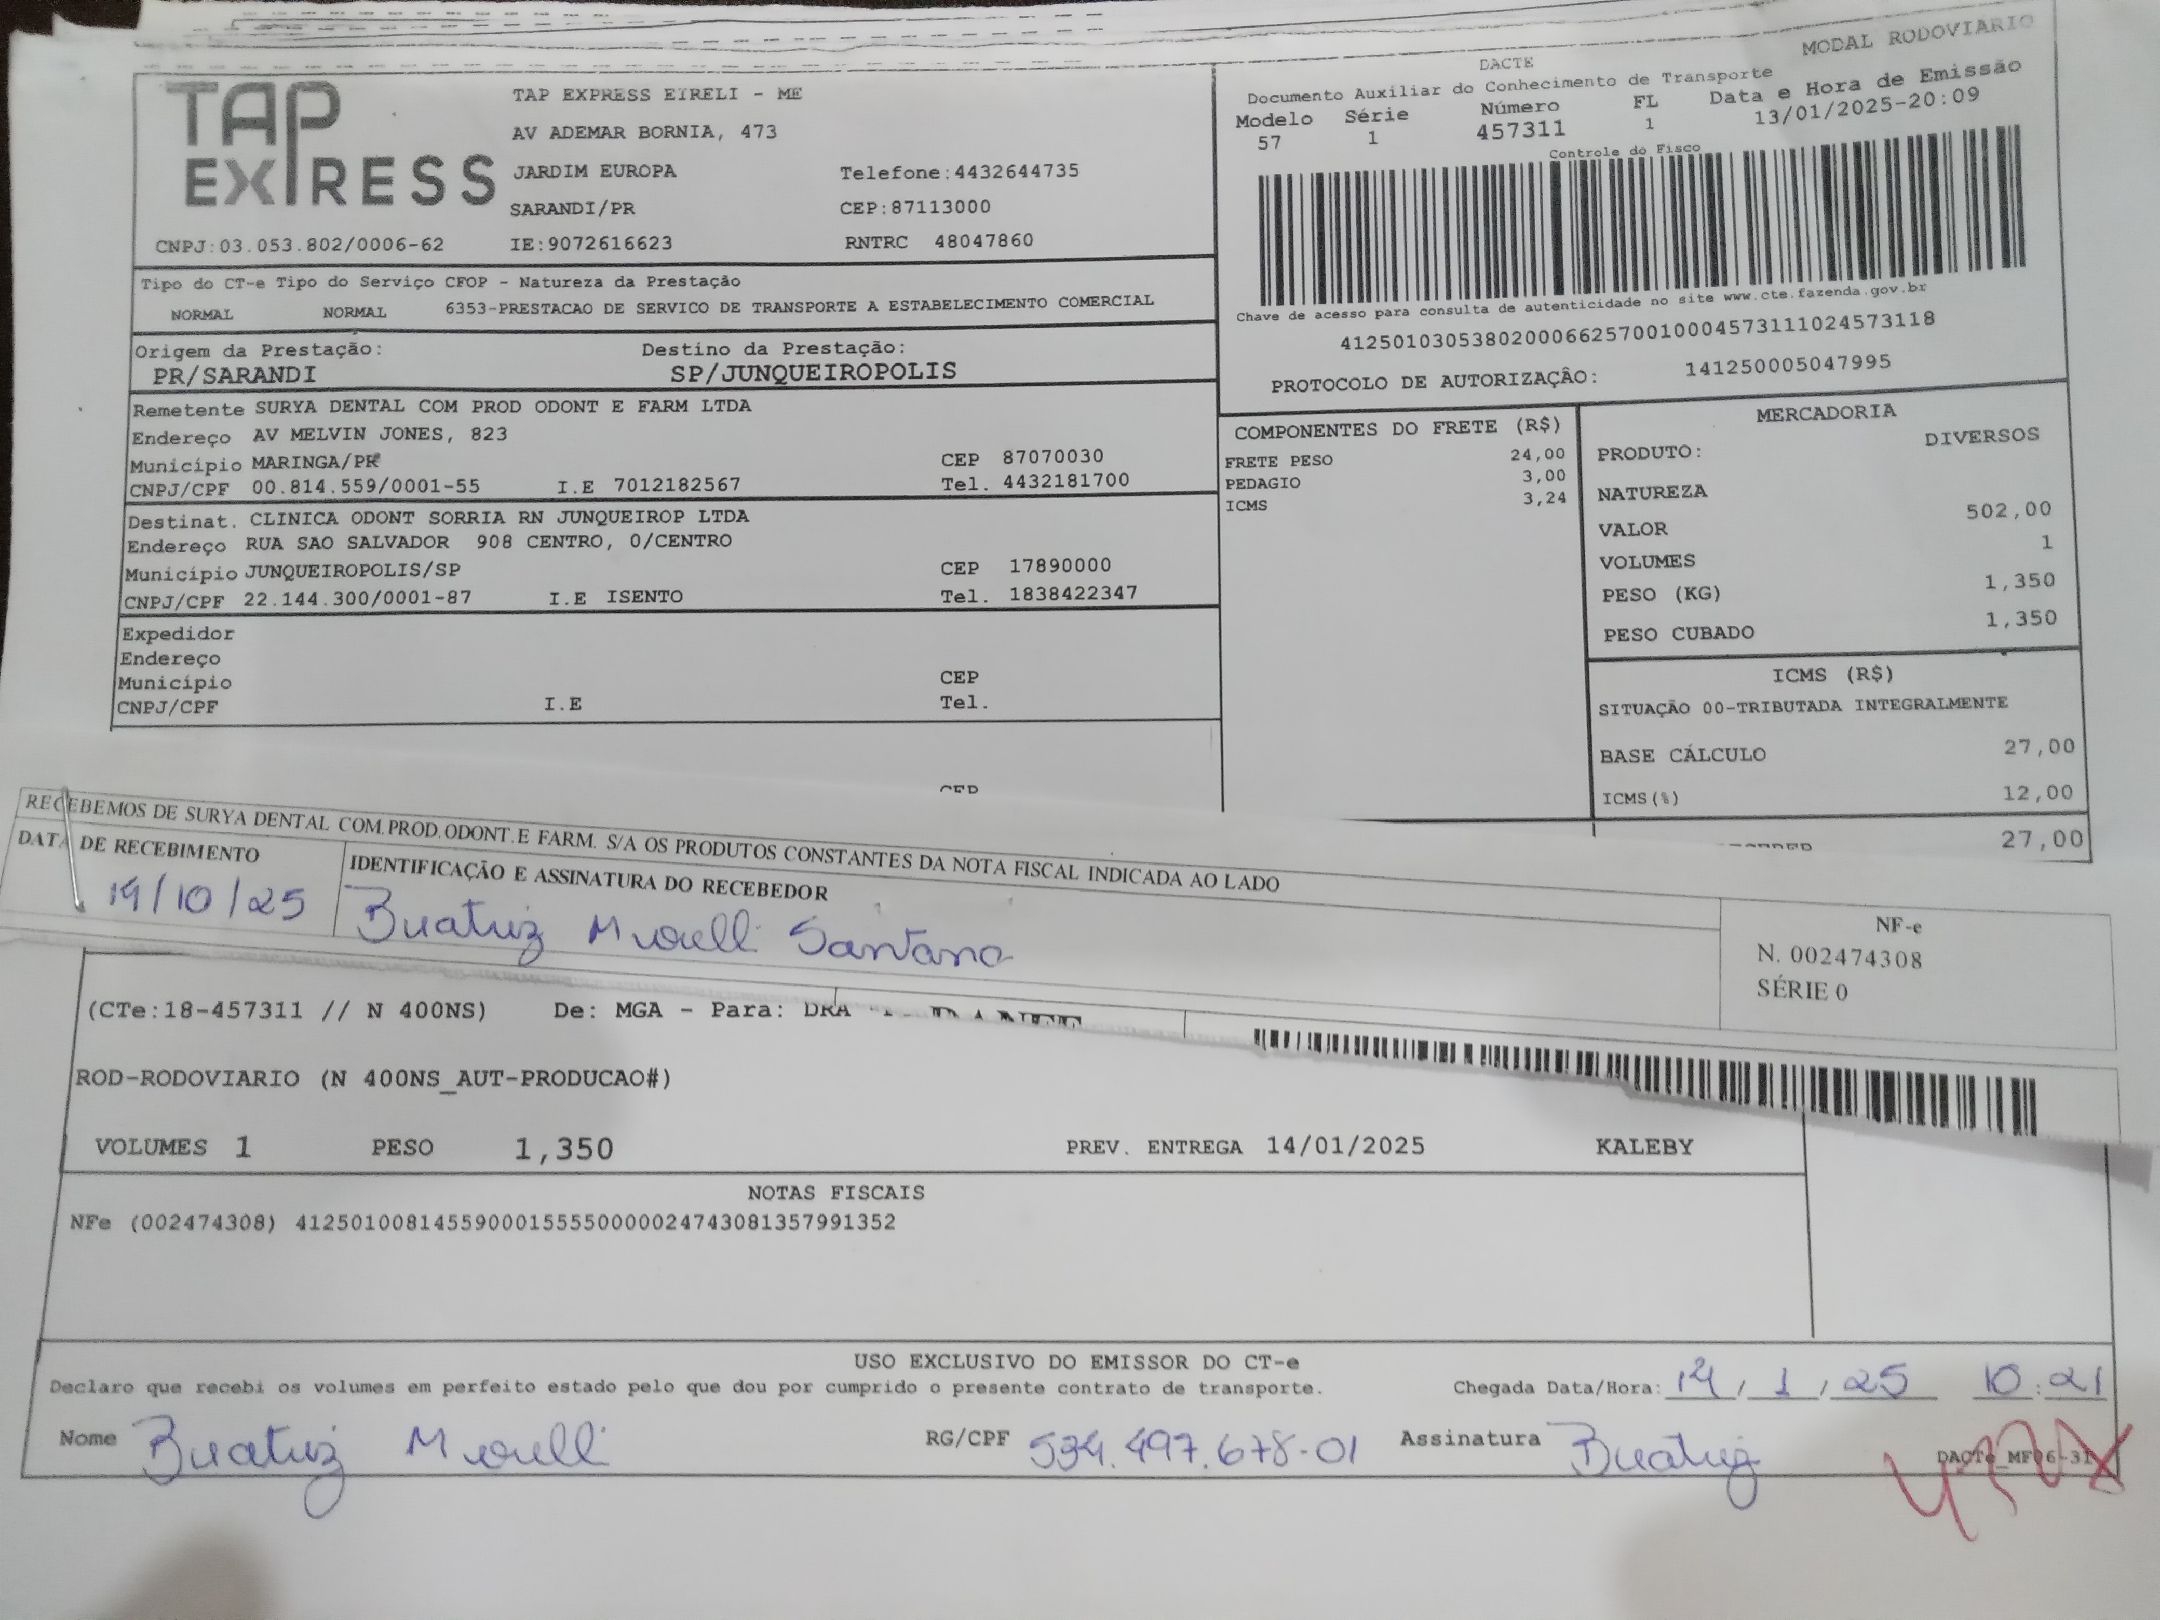 TAP EXPRESS
TAP EXPRESS EIRELI - ME
AV ADEMAR BORNIA, 473
JARDIM EUROPA Telefone:4432644735
SARANDI/PR CEP:87113000
CNPJ:03.053.802/0006-62 IE:9072616623 RNTRC 48047860
MODAL RODOVIARIO
DACTE
Documento Auxiliar do Conhecimento de Transporte
Modelo Série Número FL Data e Hora de Emissão
57 1 457311 1 13/01/2025-20:09
Controle do Fisco
Chave de acesso para consulta de autenticidade no site www.cte.fazenda.gov.br
41250103053802000662570010004573111024573118
PROTOCOLO DE AUTORIZAÇÃO: 141250005047995
Tipo do CT-e Tipo do Serviço CFOP - Natureza da Prestação
NORMAL NORMAL 6353-PRESTACAO DE SERVICO DE TRANSPORTE A ESTABELECIMENTO COMERCIAL
Origem da Prestação: Destino da Prestação:
PR/SARANDI SP/JUNQUEIROPOLIS
Remetente SURYA DENTAL COM PROD ODONT E FARM LTDA
Endereço AV MELVIN JONES, 823
Município MARINGA/PR CEP 87070030
CNPJ/CPF 00.814.559/0001-55 I.E 7012182567 Tel. 4432181700
Destinat. CLINICA ODONT SORRIA RN JUNQUEIROP LTDA
Endereço RUA SAO SALVADOR 908 CENTRO, 0/CENTRO
Município JUNQUEIROPOLIS/SP CEP 17890000
CNPJ/CPF 22.144.300/0001-87 I.E ISENTO Tel. 1838422347
Expedidor
Endereço
Município CEP
CNPJ/CPF I.E Tel.
CEP
COMPONENTES DO FRETE (R$)
FRETE PESO 24,00
PEDAGIO 3,00
ICMS 3,24
MERCADORIA
PRODUTO: DIVERSOS
NATUREZA
VALOR 502,00
VOLUMES 1
PESO (KG) 1,350
PESO CUBADO 1,350
ICMS (R$)
SITUAÇÃO 00-TRIBUTADA INTEGRALMENTE
BASE CÁLCULO 27,00
ICMS(%) 12,00
27,00
RECEBEMOS DE SURYA DENTAL COM.PROD.ODONT.E FARM. S/A OS PRODUTOS CONSTANTES DA NOTA FISCAL INDICADA AO LADO
DATA DE RECEBIMENTO IDENTIFICAÇÃO E ASSINATURA DO RECEBEDOR
14/10/25 Beatriz Morelli Santana
NF-e
N. 002474308
SÉRIE 0
(CTe:18-457311 // N 400NS) De: MGA - Para: DRA
ROD-RODOVIARIO (N 400NS_AUT-PRODUCAO#)
VOLUMES 1 PESO 1,350 PREV. ENTREGA 14/01/2025 KALEBY
NOTAS FISCAIS
NFe (002474308) 41250100814559000155550000024743081357991352
USO EXCLUSIVO DO EMISSOR DO CT-e
Declaro que recebi os volumes em perfeito estado pelo que dou por cumprido o presente contrato de transporte. Chegada Data/Hora: 14/1/25 10:21
Nome Beatriz Morelli RG/CPF 534.497.678-01 Assinatura Beatriz
DACTe_MF06-31